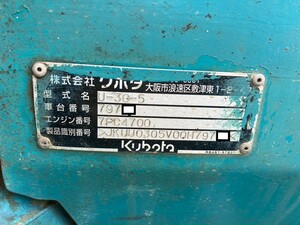 株式会社クボタ
大阪市浪速区敷津東1-2-
型式名 U-30-5
車台番号 797
エンジン番号 7PC4700
製品識別番号 JKUU0305V00H797
Kubota